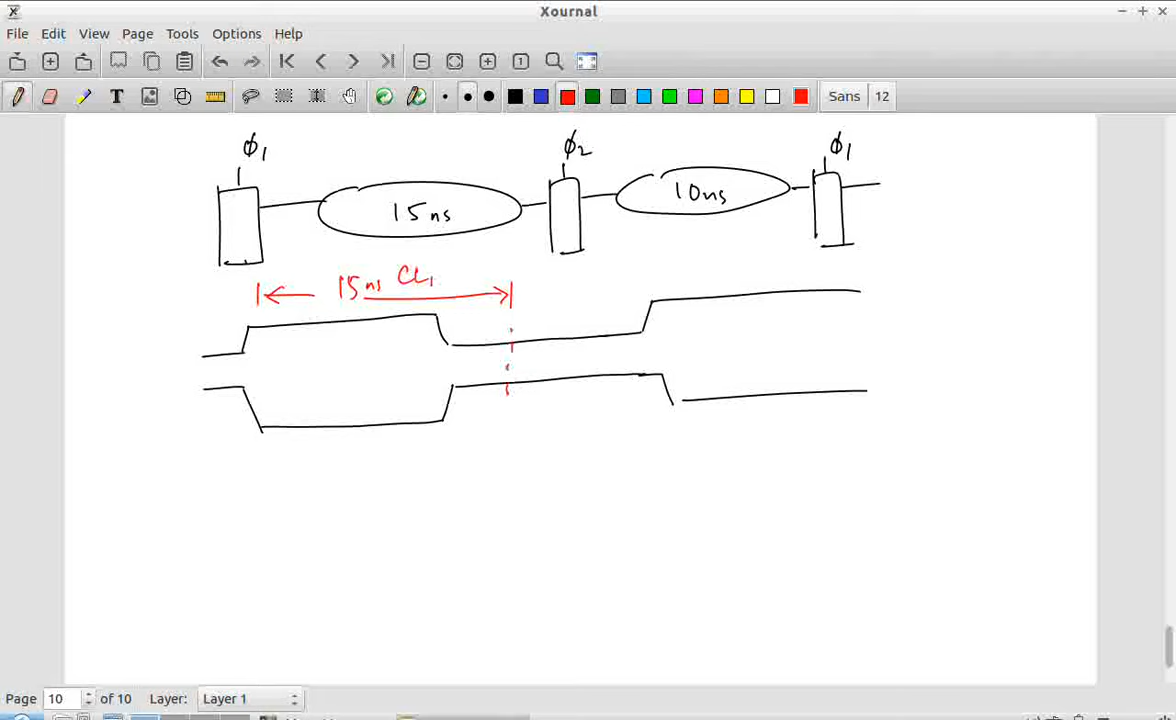 Xournal
File Edit View Page Tools Options Help
Sans 12
ϕ1 ϕ2 ϕ1
15ns 10ns
15ns CL1
Page 10 of 10 Layer: Layer 1